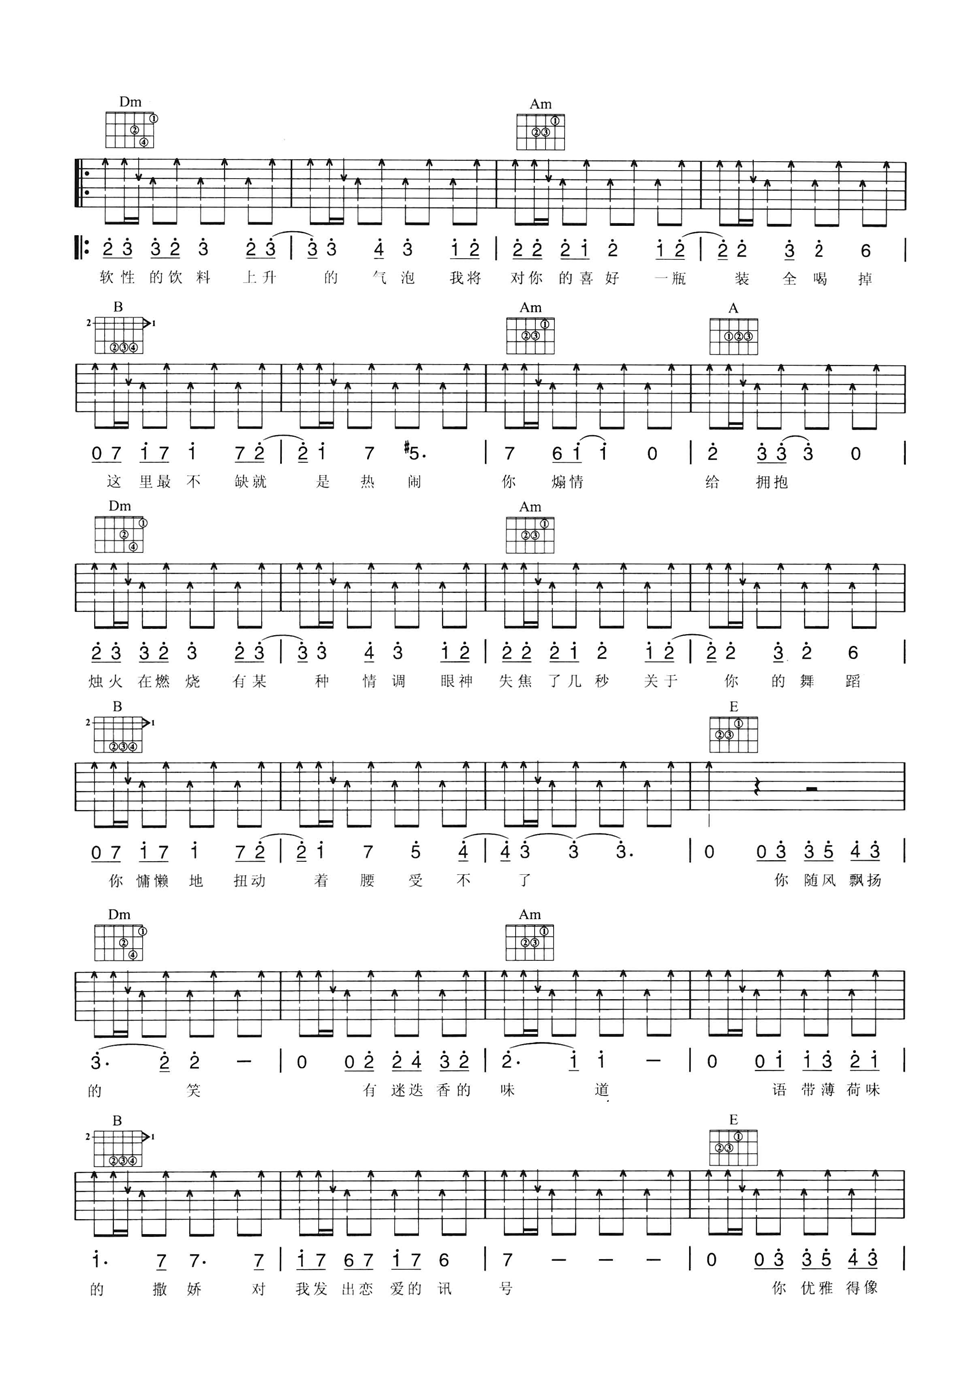 Dm Am
2 3 3 2 3 2 3 | 3 3 4 3 1 2 | 2 2 2 1 2 1 2 | 2 2 3 2 6 |
软性的饮料 上升 的 气泡 我将 对你的喜好 一瓶 装 全喝 掉
B Am A
2 1
0 7 1 7 1 7 2 | 2 1 7 #5. | 7 6 1 1 0 | 2 3 3 3 0 |
这里最不 缺就 是热 闹 你 煽情 给 拥抱
Dm Am
2 3 3 2 3 2 3 | 3 3 4 3 1 2 | 2 2 2 1 2 1 2 | 2 2 3 2 6 |
烛火在燃烧 有某 种 情调 眼神 失焦了几秒 关于 你 的舞 蹈
B E
2 1
0 7 1 7 1 7 2 | 2 1 7 5 4 | 4 3 3 3. | 0 0 3 3 5 4 3 |
你慵懒地 扭动 着腰 受不 了 你随风飘扬
Dm Am
3. 2 2 － | 0 0 2 2 4 3 2 | 2. 1 1 － | 0 0 1 1 3 2 1 |
的 笑 有迷迭香的 味 道 语带薄荷味
B E
2 1
1. 7 7. 7 | 1 7 6 7 1 7 6 | 7 － － － | 0 0 3 3 5 4 3 |
的 撒娇 对 我发出恋爱的讯 号 你优雅得像